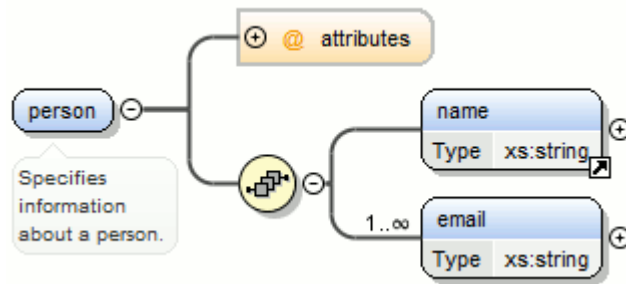 @ attributes
person
Specifies
information
about a person.
name
Type xs:string
1..∞
email
Type xs:string